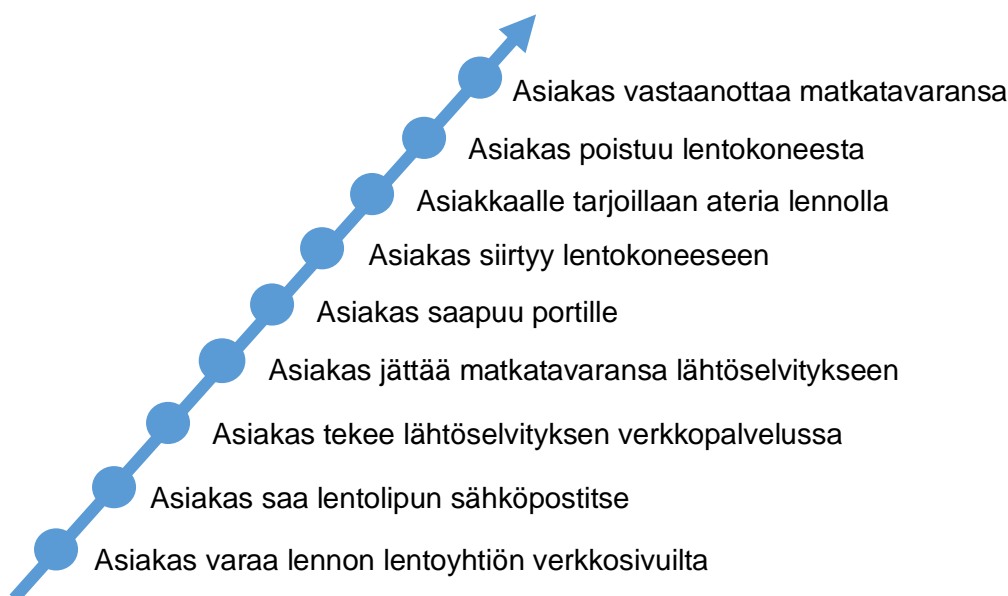 Asiakas vastaanottaa matkatavaransa
Asiakas poistuu lentokoneesta
Asiakkaalle tarjoillaan ateria lennolla
Asiakas siirtyy lentokoneeseen
Asiakas saapuu portille
Asiakas jättää matkatavaransa lähtöselvitykseen
Asiakas tekee lähtöselvityksen verkkopalvelussa
Asiakas saa lentolipun sähköpostitse
Asiakas varaa lennon lentoyhtiön verkkosivuilta